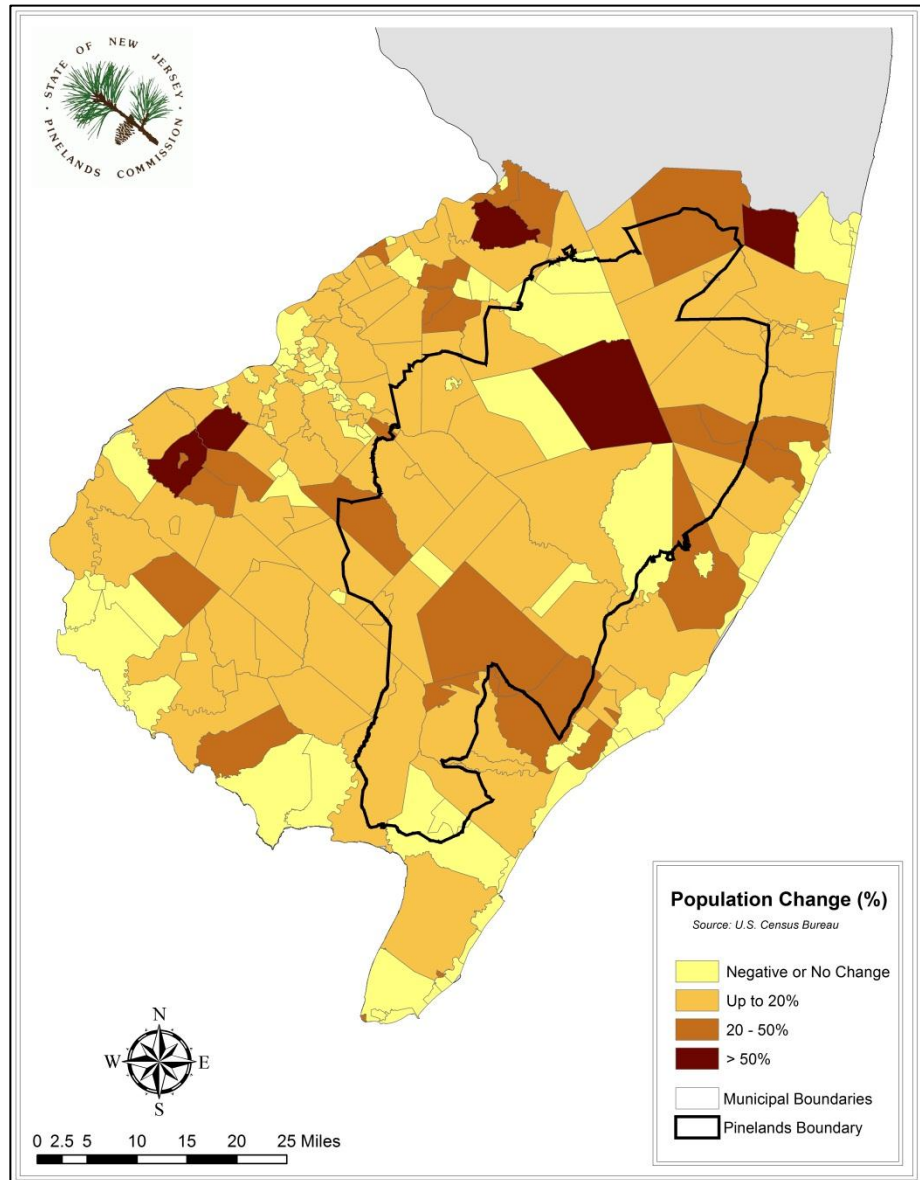 STATE OF NEW JERSEY
PINELANDS COMMISSION
Population Change (%)
Source: U.S. Census Bureau
Negative or No Change
Up to 20%
20 - 50%
> 50%
Municipal Boundaries
Pinelands Boundary
N
W E
S
0 2.5 5 10 15 20 25 Miles